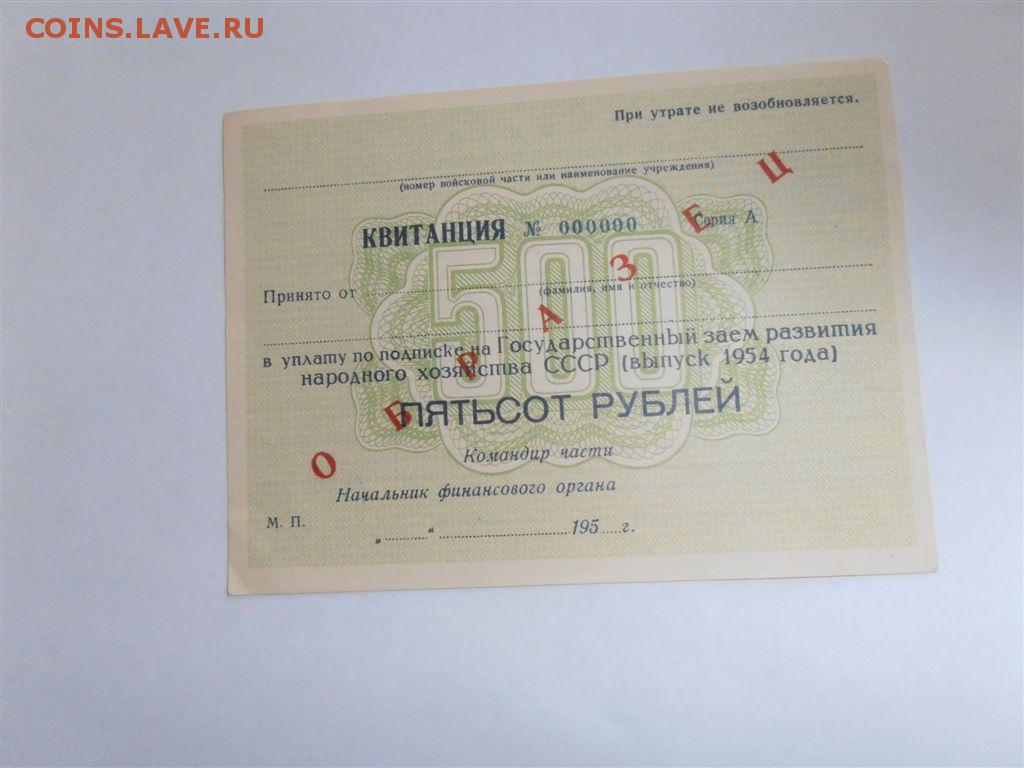 COINS.LAVE.RU
При утрате не возобновляется.
(номер войсковой части или наименование учреждения)
КВИТАНЦИЯ № 000000 Серия А
Принято от
(фамилия, имя и отчество)
в уплату по подписке на Государственный заем развития
народного хозяйства СССР (выпуск 1954 года)
ПЯТЬСОТ РУБЛЕЙ
500
ОБРАЗЕЦ
Командир части
Начальник финансового органа
М. П.
„ “ 195 г.